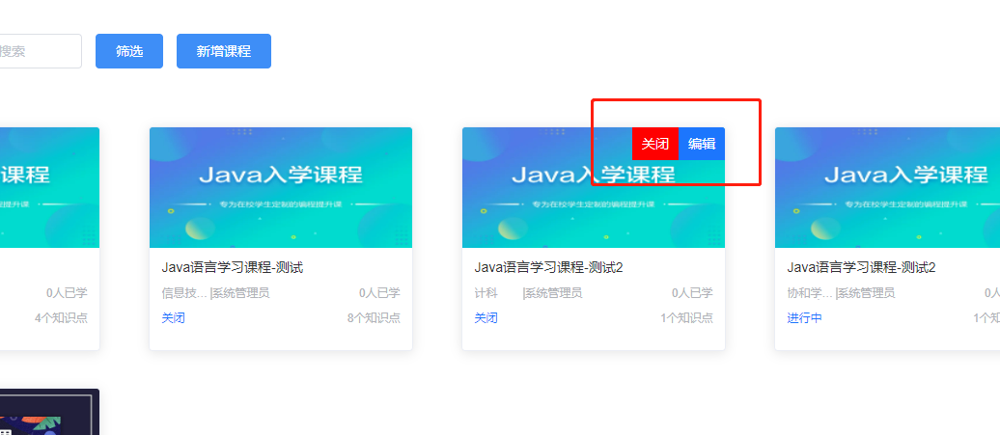 搜索
筛选
新增课程
课程
0人已学
4个知识点
Java入学课程
专为在校学生定制的编程提升课
Java语言学习课程-测试
信息技... |系统管理员
0人已学
关闭
8个知识点
关闭
编辑
Java入学课程
专为在校学生定制的编程提升课
Java语言学习课程-测试2
计科 |系统管理员
0人已学
关闭
1个知识点
Java入学课程
专为在校学生定制的编程提升课
Java语言学习课程-测试2
协和学... |系统管理员
0人已
进行中
1个知